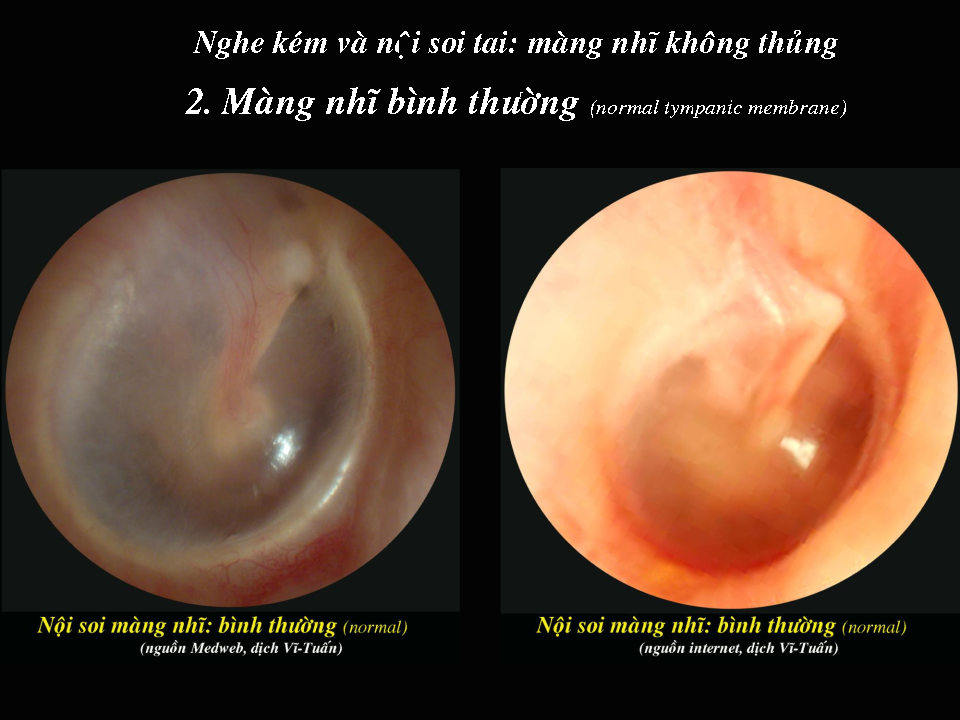 Nghe kém và nội soi tai: màng nhĩ không thủng
2. Màng nhĩ bình thường (normal tympanic membrane)
Nội soi màng nhĩ: bình thường (normal)
(nguồn Medweb, dịch Vĩ-Tuấn)
Nội soi màng nhĩ: bình thường (normal)
(nguồn internet, dịch Vĩ-Tuấn)